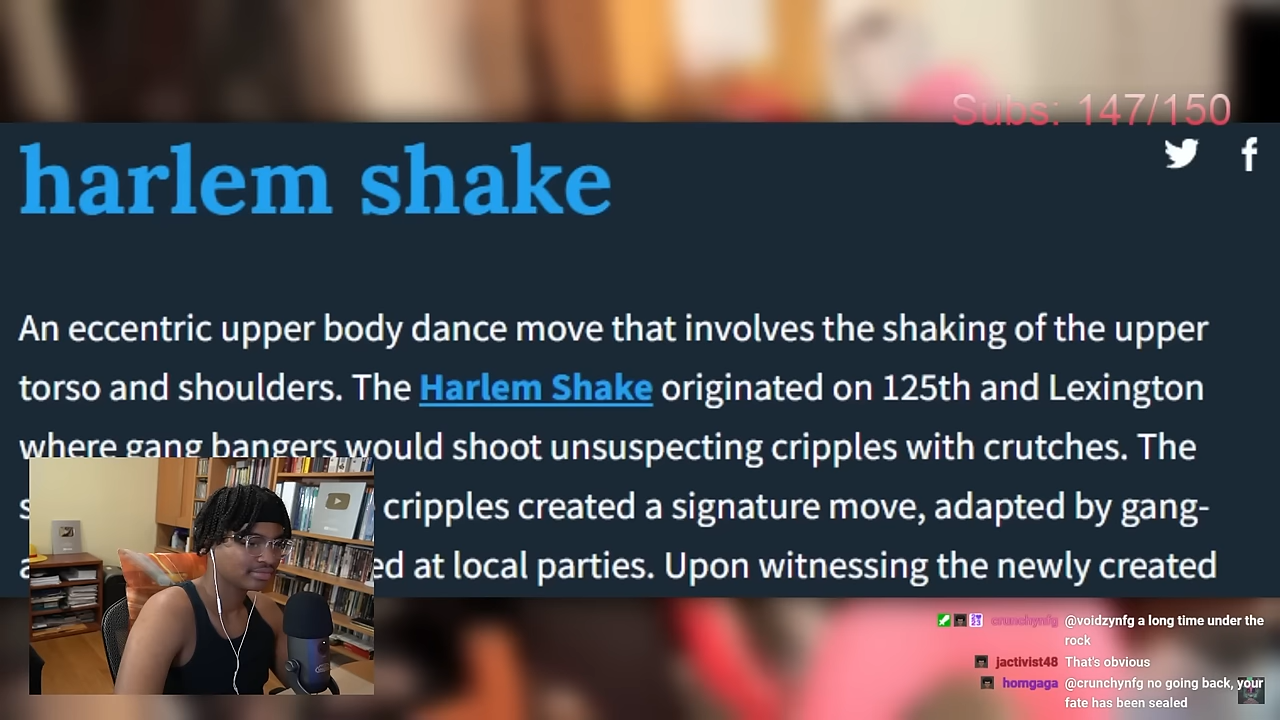 Subs: 147/150
harlem shake
An eccentric upper body dance move that involves the shaking of the upper
torso and shoulders. The Harlem Shake originated on 125th and Lexington
where gang bangers would shoot unsuspecting cripples with crutches. The
cripples created a signature move, adapted by gang-
ed at local parties. Upon witnessing the newly created
crunchynfg @voidzynfg a long time under the
rock
jactivist48 That's obvious
homgaga @crunchynfg no going back, your
fate has been sealed